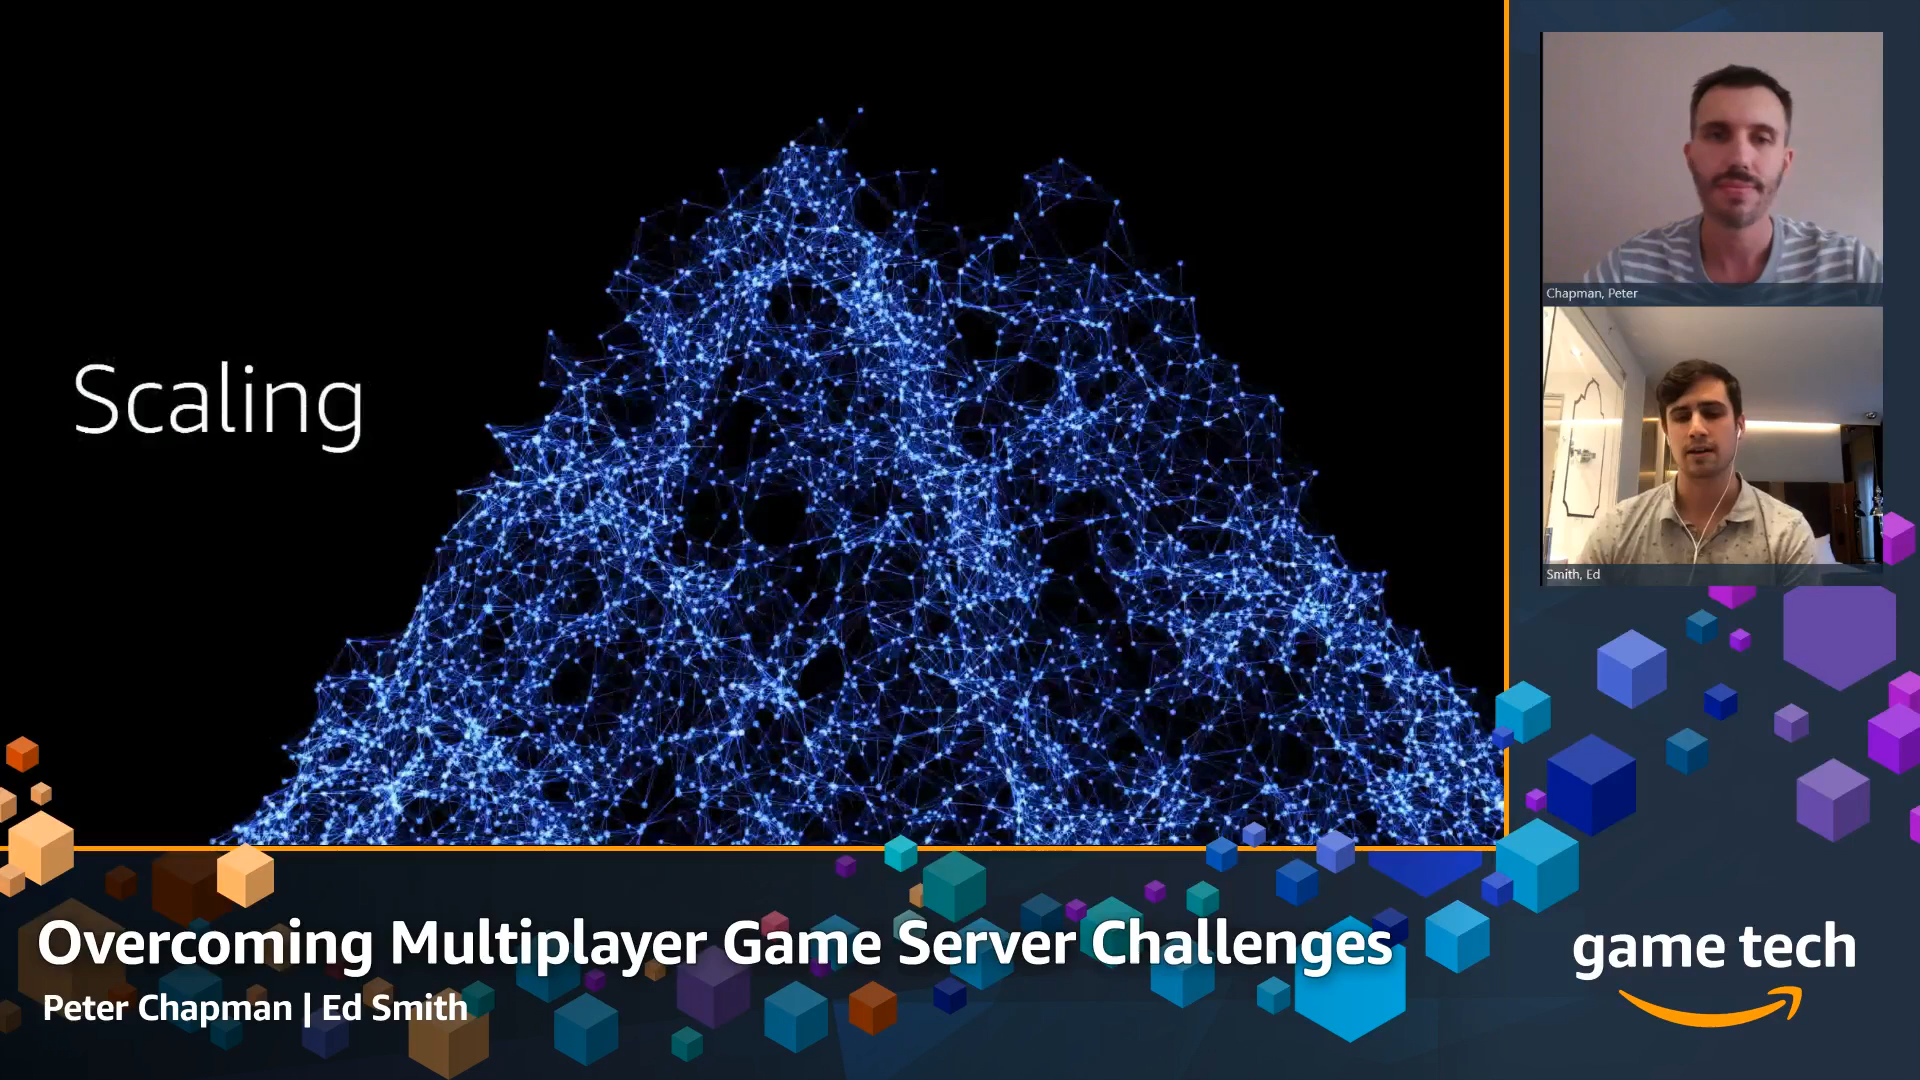 Scaling
Chapman, Peter
Smith, Ed
Overcoming Multiplayer Game Server Challenges
Peter Chapman | Ed Smith
game tech